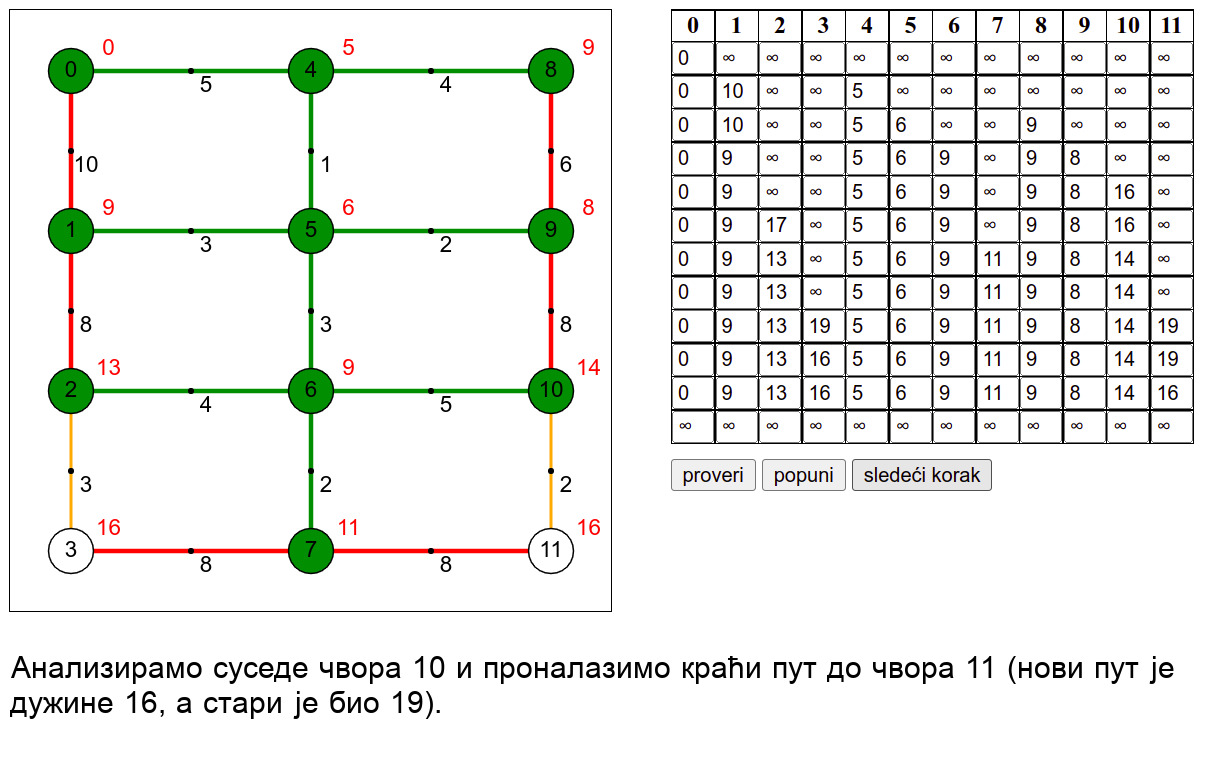 0 5 9
0 4 8
5 4
10 1 6
9 6 8
1 5 9
3 2
8 3 8
13 9 14
2 6 10
4 5
3 2 2
16 11 16
3 7 11
8 8
0 1 2 3 4 5 6 7 8 9 10 11
0 ∞ ∞ ∞ ∞ ∞ ∞ ∞ ∞ ∞ ∞ ∞
0 10 ∞ ∞ 5 ∞ ∞ ∞ ∞ ∞ ∞ ∞
0 10 ∞ ∞ 5 6 ∞ ∞ 9 ∞ ∞ ∞
0 9 ∞ ∞ 5 6 9 ∞ 9 8 ∞ ∞
0 9 ∞ ∞ 5 6 9 ∞ 9 8 16 ∞
0 9 17 ∞ 5 6 9 ∞ 9 8 16 ∞
0 9 13 ∞ 5 6 9 11 9 8 14 ∞
0 9 13 ∞ 5 6 9 11 9 8 14 ∞
0 9 13 19 5 6 9 11 9 8 14 19
0 9 13 16 5 6 9 11 9 8 14 19
0 9 13 16 5 6 9 11 9 8 14 16
∞ ∞ ∞ ∞ ∞ ∞ ∞ ∞ ∞ ∞ ∞ ∞
proveri popuni sledeći korak
Анализирамо суседе чвора 10 и проналазимо краћи пут до чвора 11 (нови пут је
дужине 16, а стари је био 19).